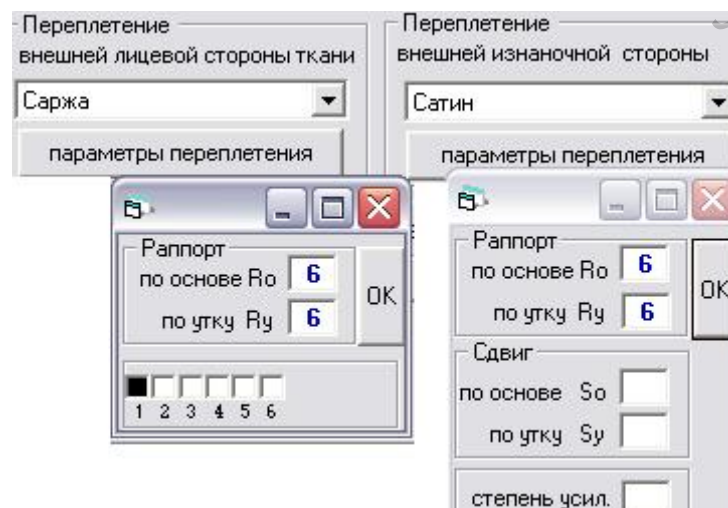 Переплетение
внешней лицевой стороны ткани
Саржа
параметры переплетения
Раппорт
по основе Ro 6
по утку Ry 6
OK
1 2 3 4 5 6
Переплетение
внешней изнаночной стороны
Сатин
параметры переплетения
Раппорт
по основе Ro 6
по утку Ry 6
OK
Сдвиг
по основе So
по утку Sy
степень усил.